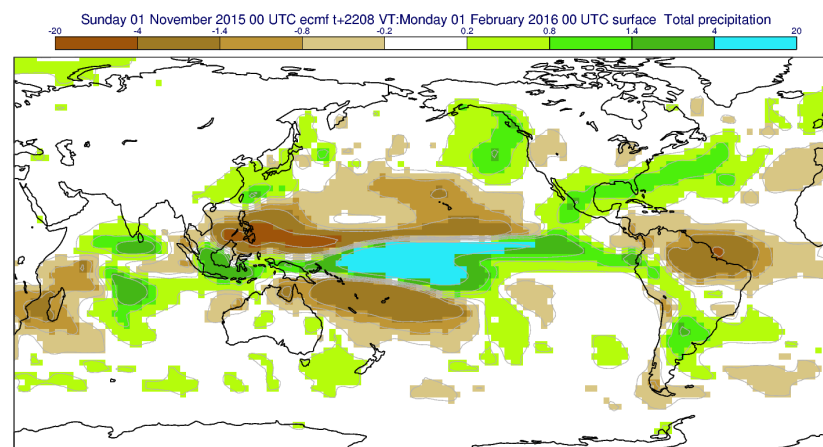 Sunday 01 November 2015 00 UTC ecmf t+2208 VT:Monday 01 February 2016 00 UTC surface Total precipitation
-20 -4 -1.4 -0.8 -0.2 0.2 0.8 1.4 4 20